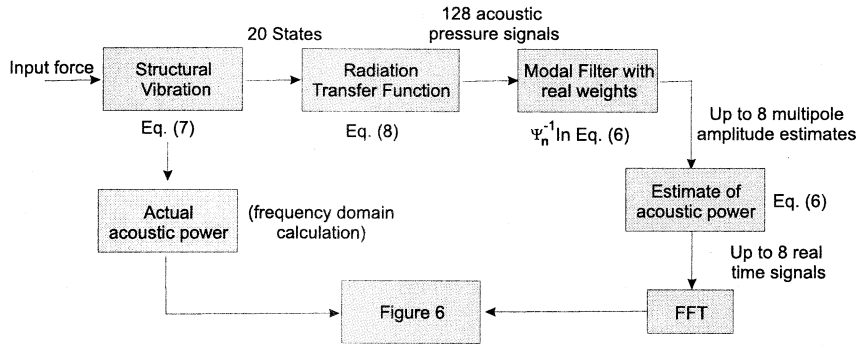 128 acoustic
pressure signals
20 States
Input force
Structural
Vibration
Radiation
Transfer Function
Modal Filter with
real weights
Eq. (7)
Eq. (8)
Ψn⁻¹ In Eq. (6)
Up to 8 multipole
amplitude estimates
Actual
acoustic power
(frequency domain
calculation)
Estimate of
acoustic power
Eq. (6)
Up to 8 real
time signals
Figure 6
FFT